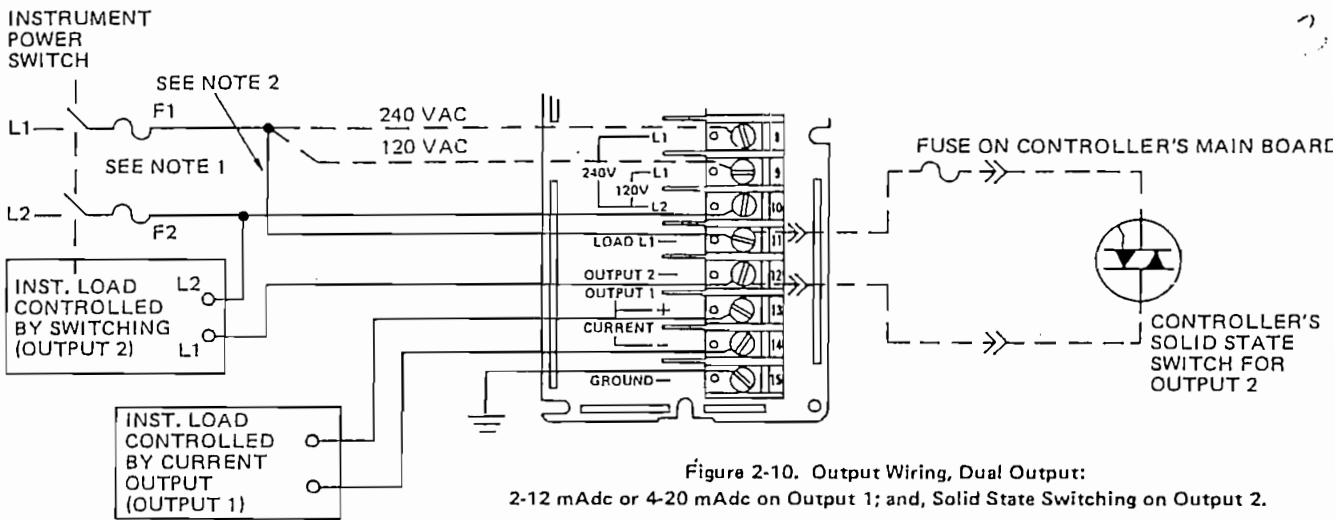 INSTRUMENT
POWER
SWITCH
SEE NOTE 2
F1
L1
240 VAC
120 VAC
SEE NOTE 1
L2
F2
INST. LOAD
CONTROLLED
BY SWITCHING
(OUTPUT 2)
L2
L1
INST. LOAD
CONTROLLED
BY CURRENT
OUTPUT
(OUTPUT 1)
L1
240V
L1
120V
L2
LOAD L1
OUTPUT 2
OUTPUT 1
+
CURRENT
−
GROUND
8
9
10
11
12
13
14
15
FUSE ON CONTROLLER'S MAIN BOARD
CONTROLLER'S
SOLID STATE
SWITCH FOR
OUTPUT 2
Figure 2-10. Output Wiring, Dual Output:
2-12 mAdc or 4-20 mAdc on Output 1; and, Solid State Switching on Output 2.